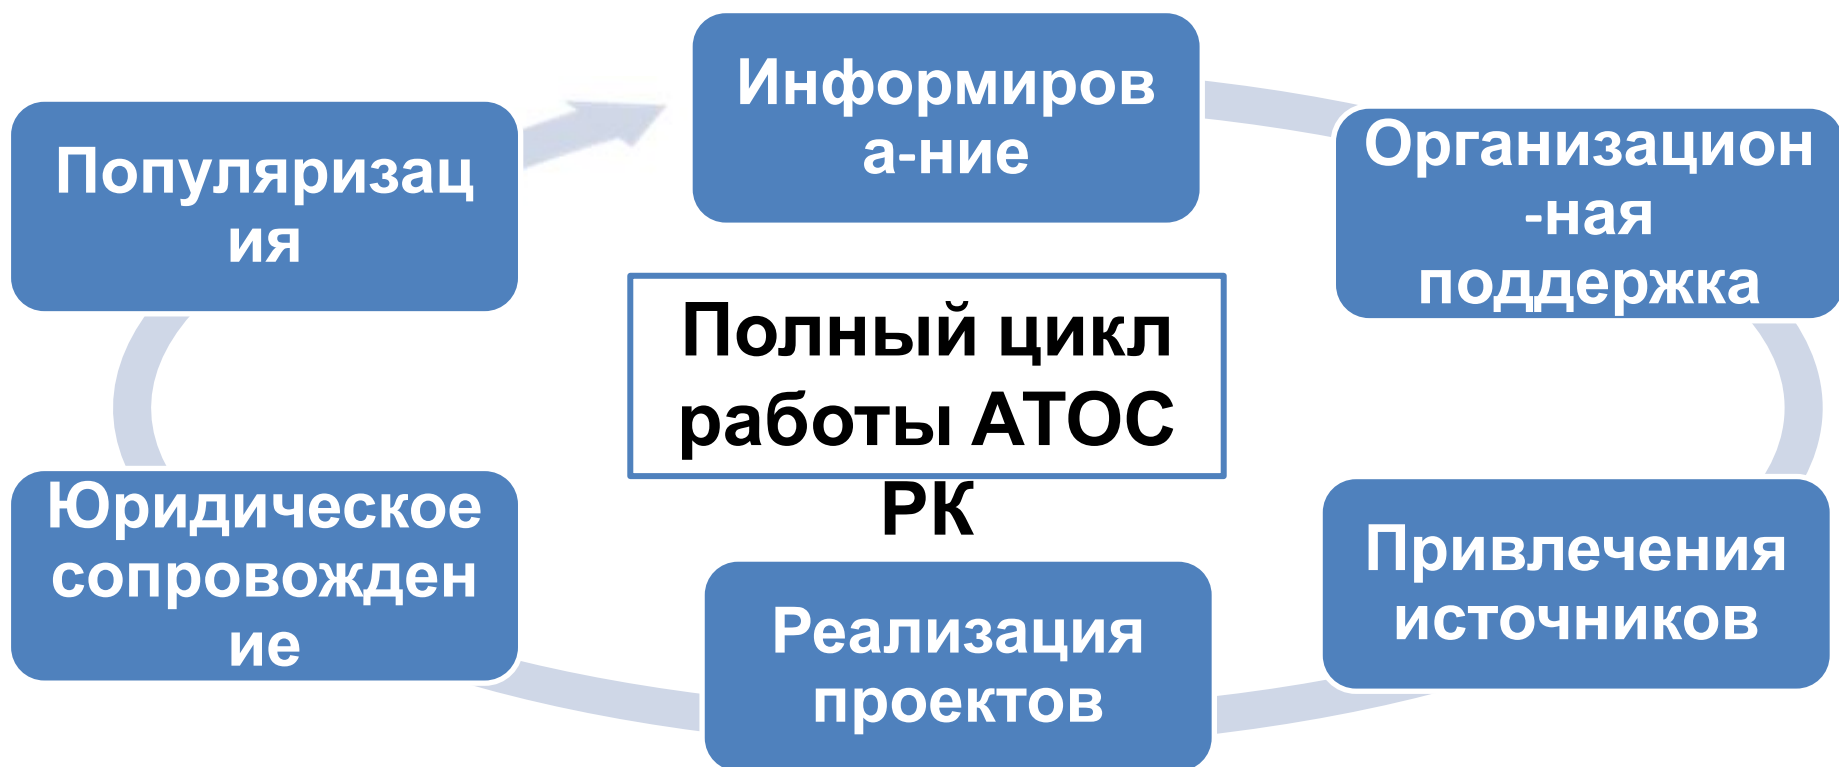 Информиров
а-ние
Организацион
-ная
поддержка
Привлечения
источников
Реализация
проектов
Юридическое
сопровожден
ие
Популяризац
ия
Полный цикл
работы АТОС
РК